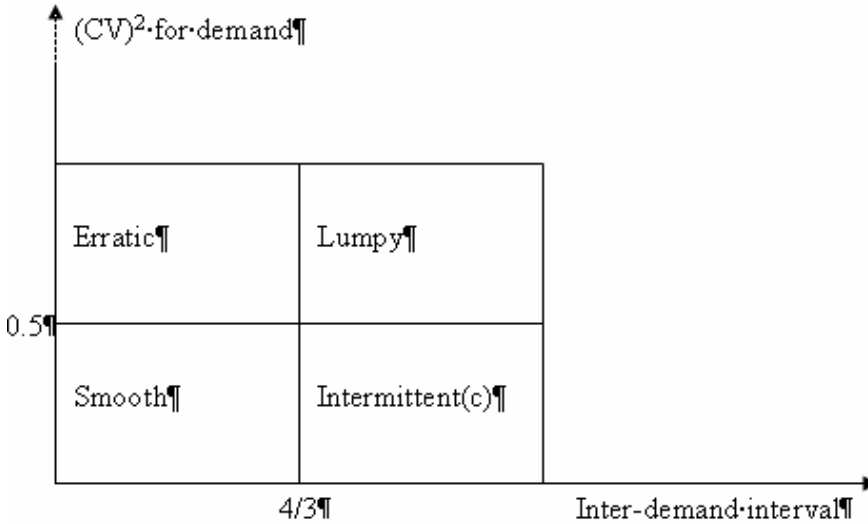 (CV)²·for·demand¶
Erratic¶ Lumpy¶
0.5¶
Smooth¶ Intermittent(c)¶
4/3¶ Inter-demand·interval¶